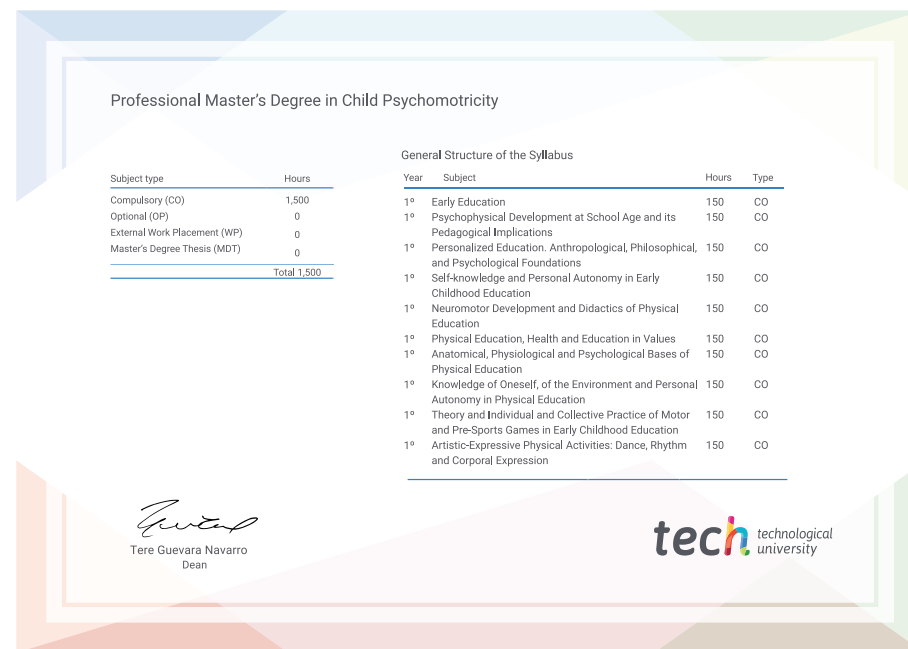 Professional Master's Degree in Child Psychomotricity
Subject type Hours
Compulsory (CO) 1,500
Optional (OP) 0
External Work Placement (WP) 0
Master's Degree Thesis (MDT) 0
Total 1,500
General Structure of the Syllabus
Year Subject Hours Type
1º Early Education 150 CO
1º Psychophysical Development at School Age and its 150 CO
Pedagogical Implications
1º Personalized Education. Anthropological, Philosophical, 150 CO
and Psychological Foundations
1º Self-knowledge and Personal Autonomy in Early 150 CO
Childhood Education
1º Neuromotor Development and Didactics of Physical 150 CO
Education
1º Physical Education, Health and Education in Values 150 CO
1º Anatomical, Physiological and Psychological Bases of 150 CO
Physical Education
1º Knowledge of Oneself, of the Environment and Personal 150 CO
Autonomy in Physical Education
1º Theory and Individual and Collective Practice of Motor 150 CO
and Pre-Sports Games in Early Childhood Education
1º Artistic-Expressive Physical Activities: Dance, Rhythm 150 CO
and Corporal Expression
Tere Guevara Navarro
Dean
tech technological
university